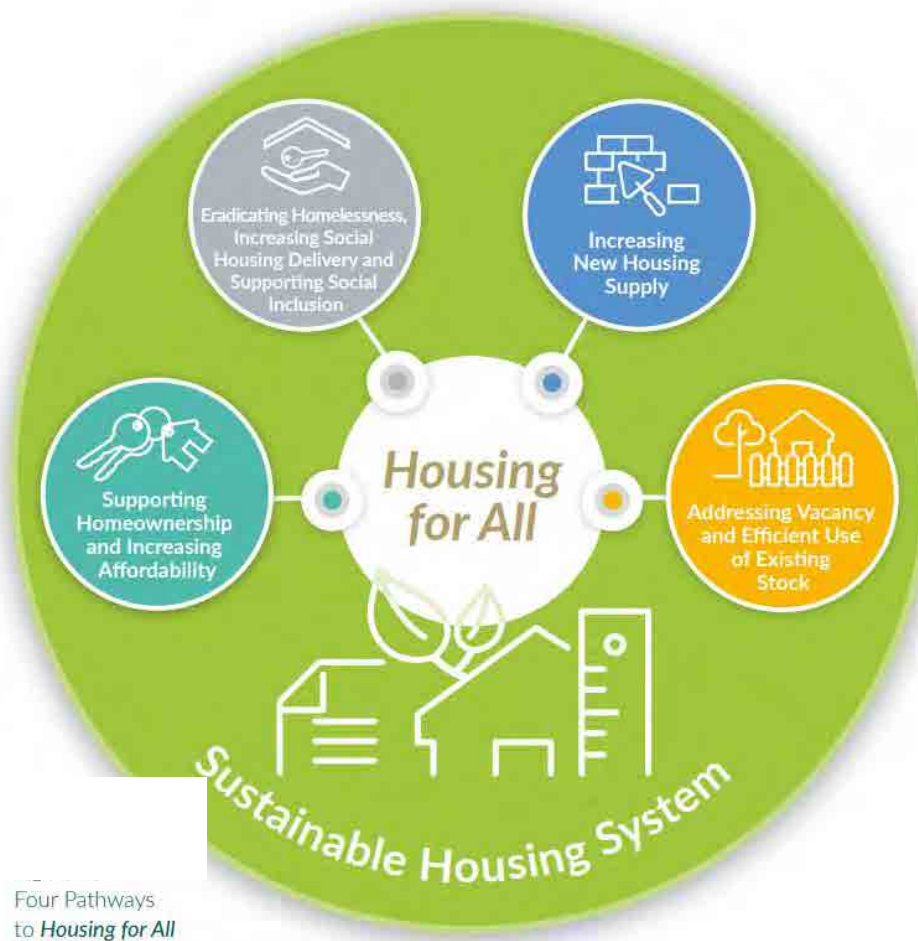 Eradicating Homelessness,
Increasing Social
Housing Delivery and
Supporting Social
Inclusion
Increasing
New Housing
Supply
Supporting
Homeownership
and Increasing
Affordability
Housing
for All
Addressing Vacancy
and Efficient Use
of Existing
Stock
Sustainable Housing System
Four Pathways
to Housing for All